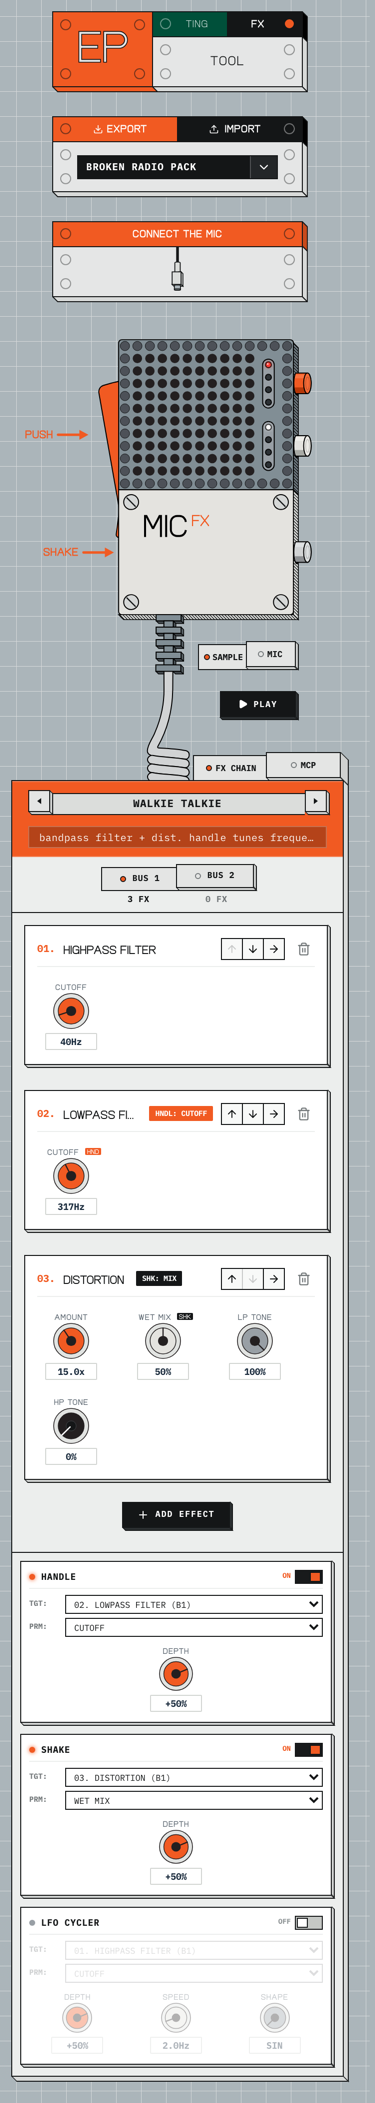 EP
TING
FX
TOOL
EXPORT
IMPORT
BROKEN RADIO PACK
CONNECT THE MIC
PUSH
MIC FX
SHAKE
SAMPLE
MIC
PLAY
FX CHAIN
MCP
WALKIE TALKIE
bandpass filter + dist. handle tunes freque…
BUS 1
BUS 2
3 FX
0 FX
01. HIGHPASS FILTER
CUTOFF
40Hz
02. LOWPASS FI… HNDL: CUTOFF
CUTOFF HND
317Hz
03. DISTORTION SHK: MIX
AMOUNT WET MIX SHK LP TONE
15.0x 50% 100%
HP TONE
0%
+ ADD EFFECT
HANDLE ON
TGT: 02. LOWPASS FILTER (B1)
PRM: CUTOFF
DEPTH
+50%
SHAKE ON
TGT: 03. DISTORTION (B1)
PRM: WET MIX
DEPTH
+50%
LFO CYCLER OFF
TGT: 01. HIGHPASS FILTER (B1)
PRM: CUTOFF
DEPTH SPEED SHAPE
+50% 2.0Hz SIN